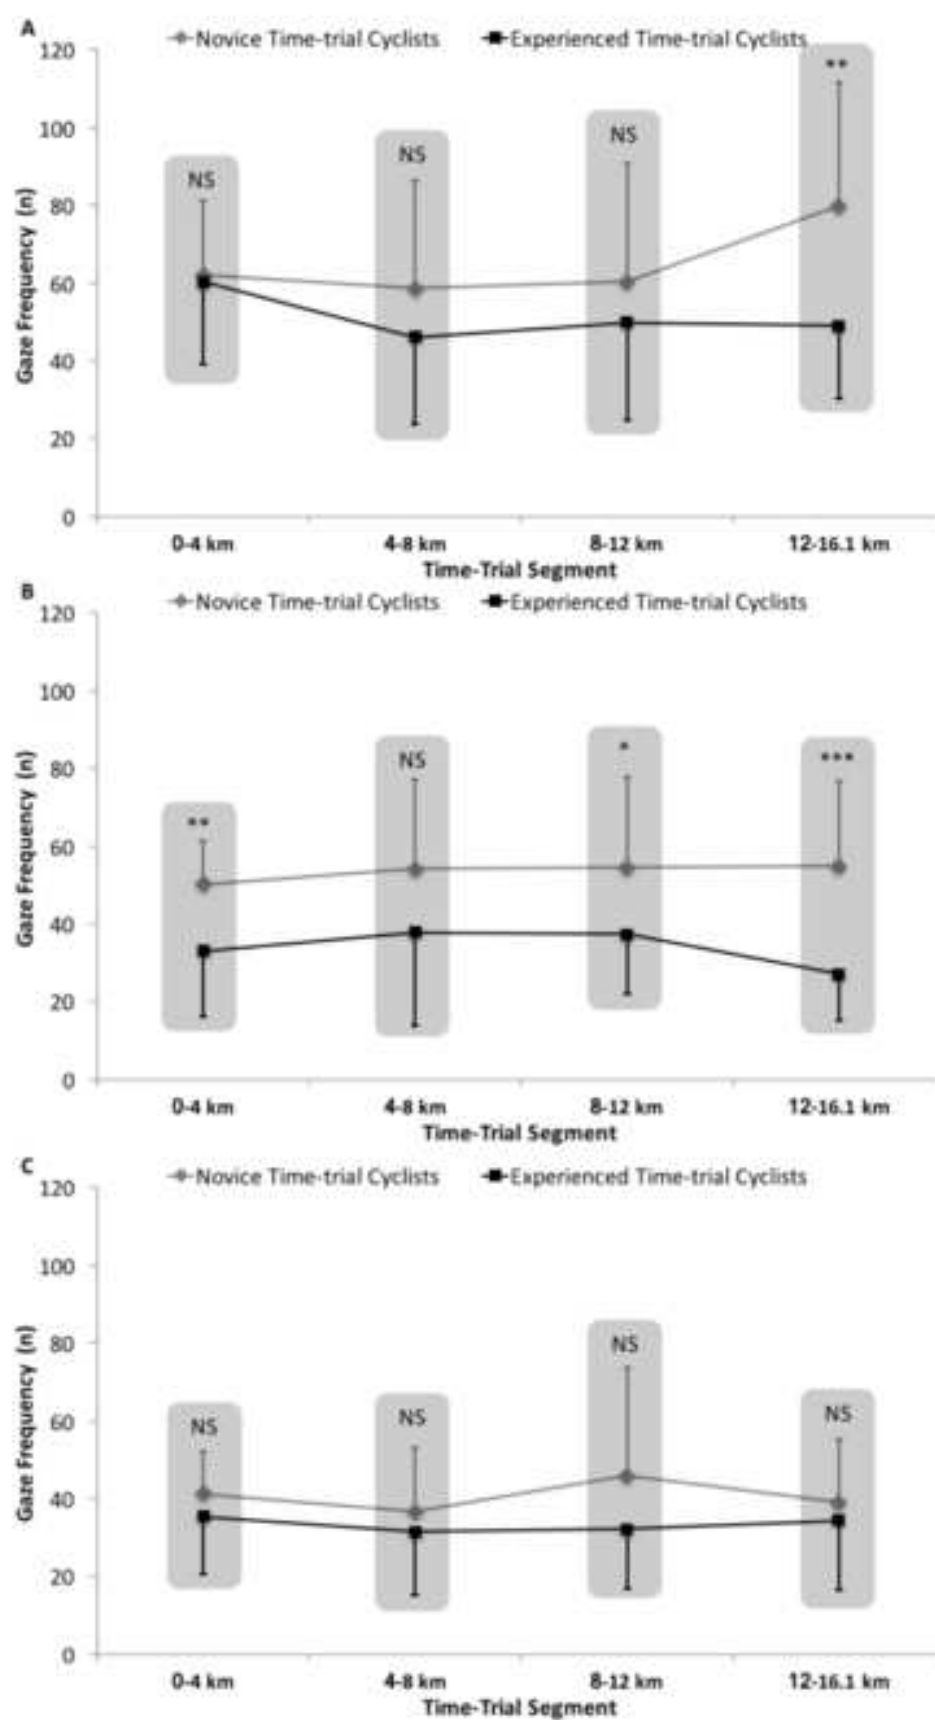 A
Novice Time-trial Cyclists Experienced Time-trial Cyclists
120
**
100
NS
NS
NS
80
60
40
20
0
Gaze Frequency (n)
0-4 km 4-8 km 8-12 km 12-16.1 km
Time-Trial Segment
B
Novice Time-trial Cyclists Experienced Time-trial Cyclists
120
100
80
NS
*
***
**
60
40
20
0
Gaze Frequency (n)
0-4 km 4-8 km 8-12 km 12-16.1 km
Time-Trial Segment
C
Novice Time-trial Cyclists Experienced Time-trial Cyclists
120
100
80
NS
60
NS
NS
NS
40
20
0
Gaze Frequency (n)
0-4 km 4-8 km 8-12 km 12-16.1 km
Time-Trial Segment